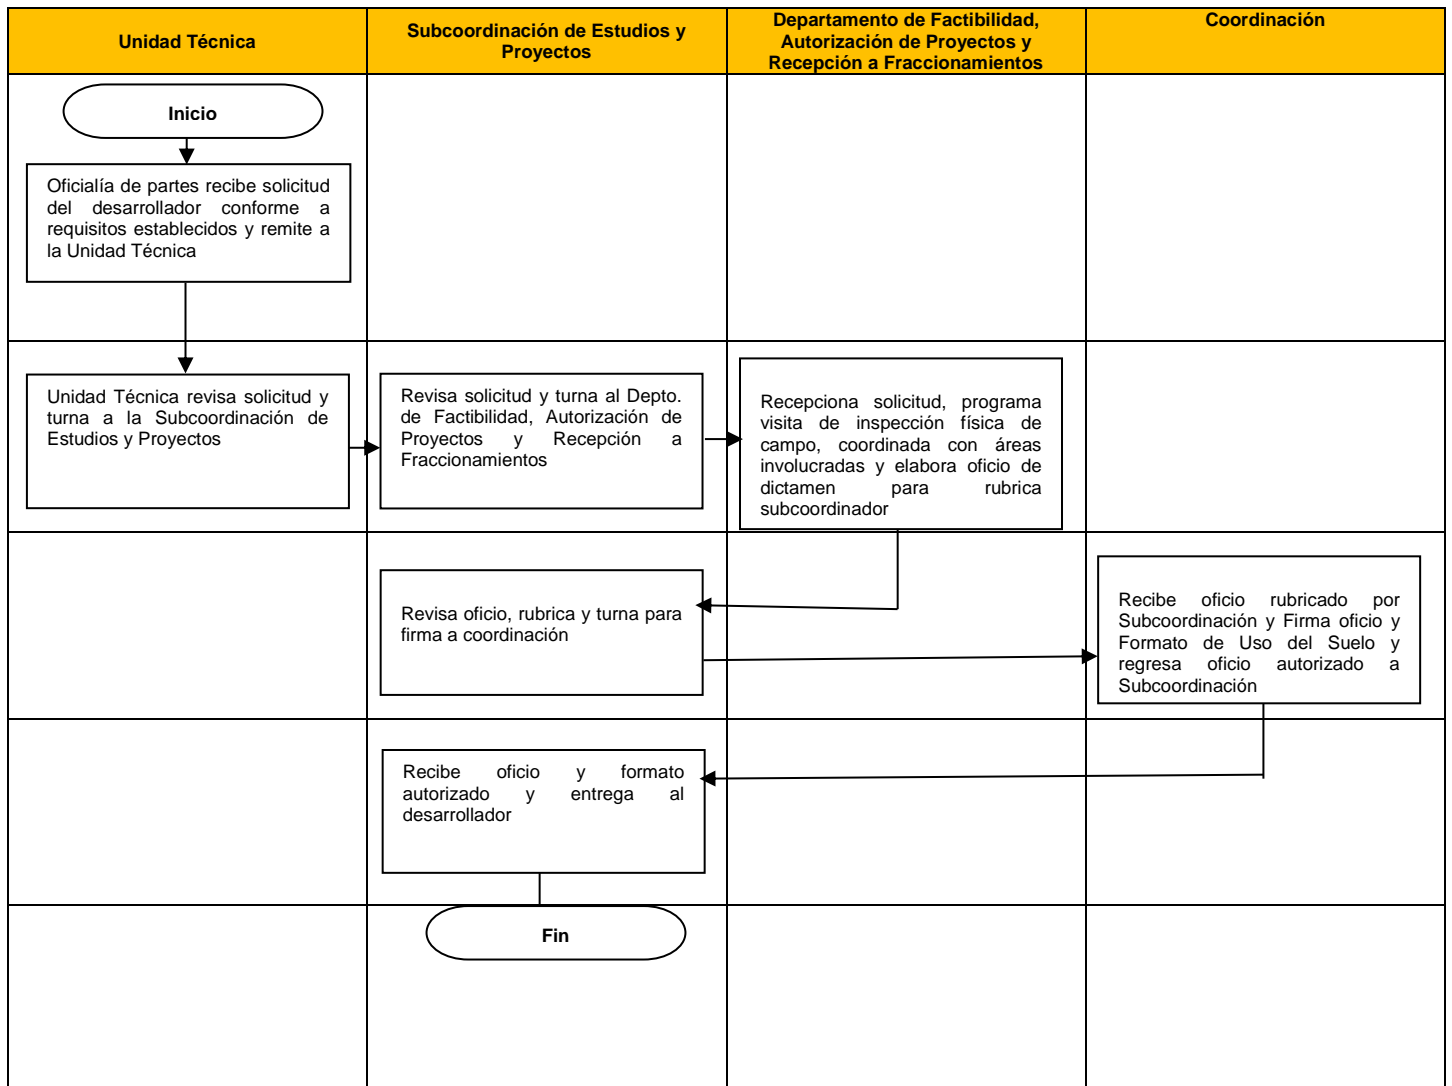 Unidad Técnica
Subcoordinación de Estudios y
Proyectos
Departamento de Factibilidad,
Autorización de Proyectos y
Recepción a Fraccionamientos
Coordinación
Inicio
Oficialía de partes recibe solicitud
del desarrollador conforme a
requisitos establecidos y remite a
la Unidad Técnica
Unidad Técnica revisa solicitud y
turna a la Subcoordinación de
Estudios y Proyectos
Revisa solicitud y turna al Depto.
de Factibilidad, Autorización de
Proyectos y Recepción a
Fraccionamientos
Recepciona solicitud, programa
visita de inspección física de
campo, coordinada con áreas
involucradas y elabora oficio de
dictamen para rubrica
subcoordinador
Revisa oficio, rubrica y turna para
firma a coordinación
Recibe oficio rubricado por
Subcoordinación y Firma oficio y
Formato de Uso del Suelo y
regresa oficio autorizado a
Subcoordinación
Recibe oficio y formato
autorizado y entrega al
desarrollador
Fin